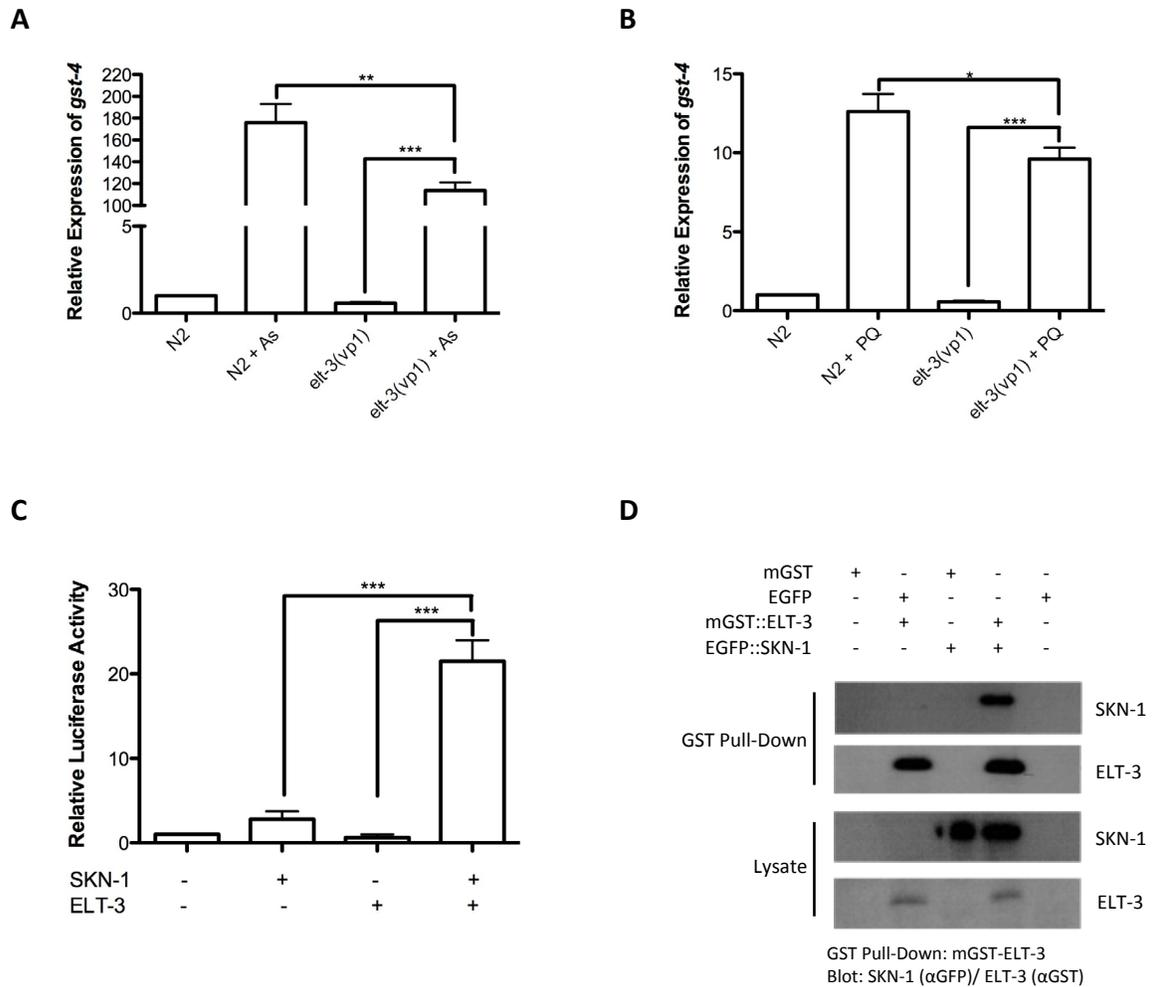 A
Relative Expression of gst-4
220
200
180
160
140
120
100
5
0
**
***
N2
N2 + As
elt-3(vp1)
elt-3(vp1) + As
B
Relative Expression of gst-4
15
10
5
0
*
***
N2
N2 + PQ
elt-3(vp1)
elt-3(vp1) + PQ
C
Relative Luciferase Activity
30
20
10
0
***
***
SKN-1 - + - +
ELT-3 - - + +
D
mGST + - + - -
EGFP - + - - +
mGST::ELT-3 - + - + -
EGFP::SKN-1 - - + + -
GST Pull-Down
SKN-1
ELT-3
Lysate
SKN-1
ELT-3
GST Pull-Down: mGST-ELT-3
Blot: SKN-1 (αGFP)/ ELT-3 (αGST)